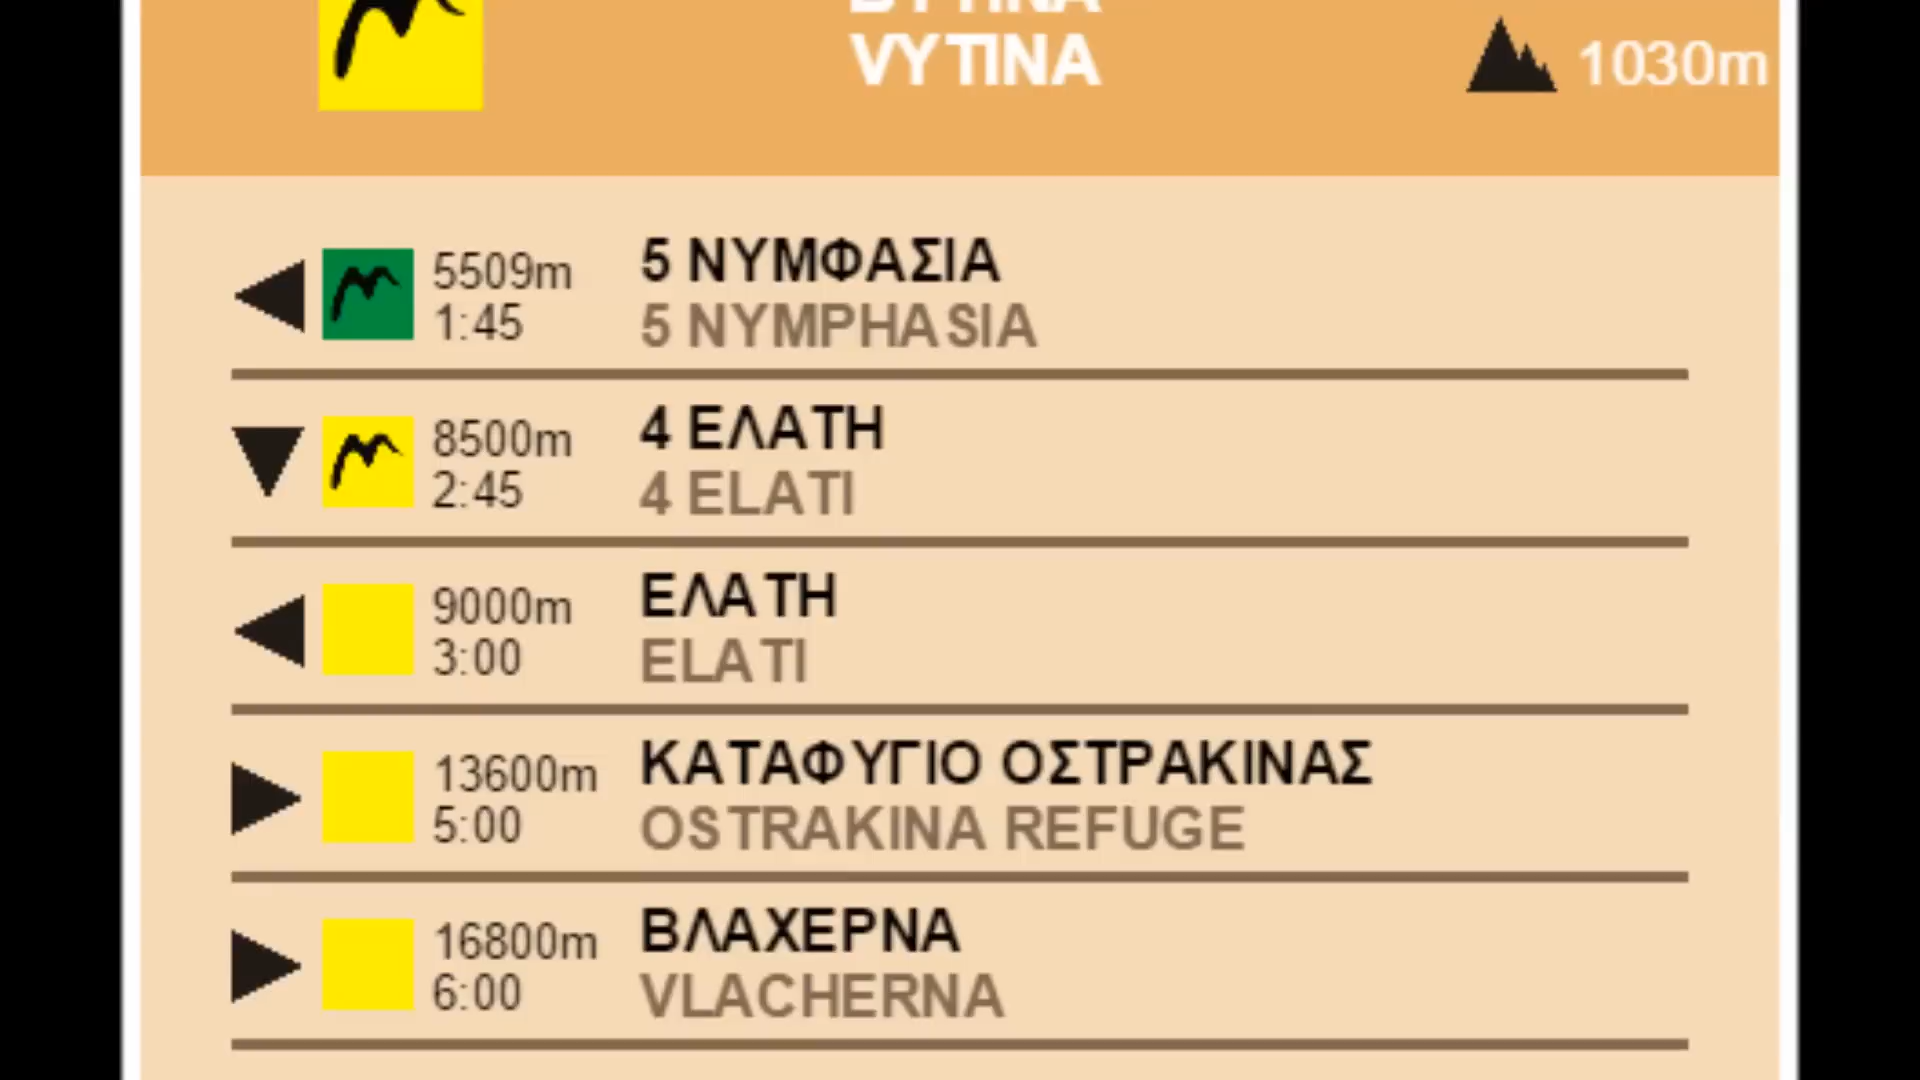 VYTINA
1030m
5509m
1:45
5 ΝΥΜΦΑΣΙΑ
5 NYMPHASIA
8500m
2:45
4 ΕΛΑΤΗ
4 ELATI
9000m
3:00
ΕΛΑΤΗ
ELATI
13600m
5:00
ΚΑΤΑΦΥΓΙΟ ΟΣΤΡΑΚΙΝΑΣ
OSTRAKINA REFUGE
16800m
6:00
ΒΛΑΧΕΡΝΑ
VLACHERNA